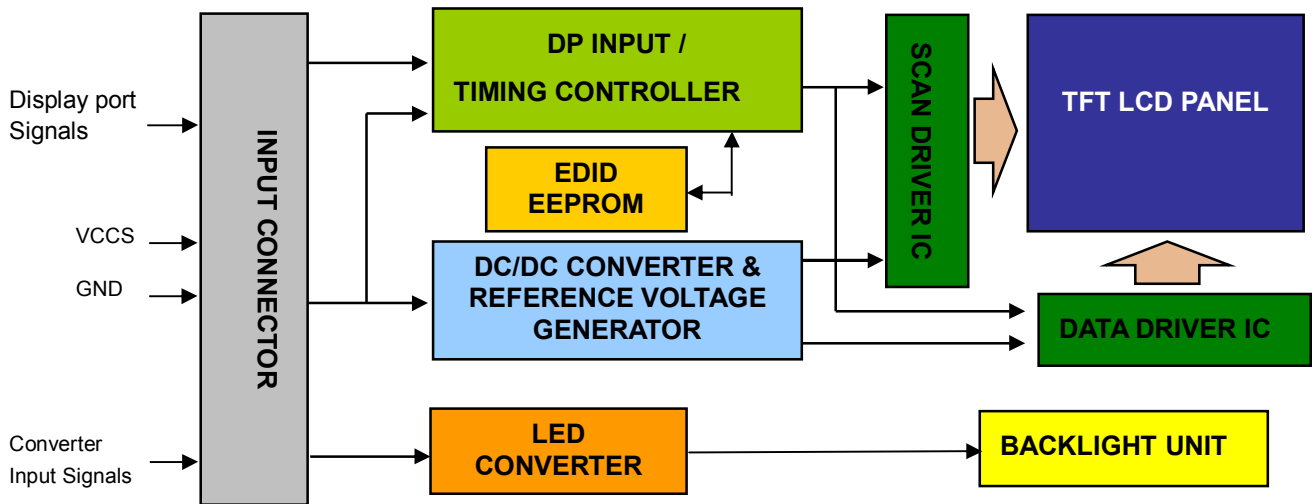 Display port
Signals
VCCS
GND
Converter
Input Signals
INPUT CONNECTOR
DP INPUT /
TIMING CONTROLLER
EDID
EEPROM
DC/DC CONVERTER &
REFERENCE VOLTAGE
GENERATOR
LED
CONVERTER
SCAN DRIVER IC
TFT LCD PANEL
DATA DRIVER IC
BACKLIGHT UNIT